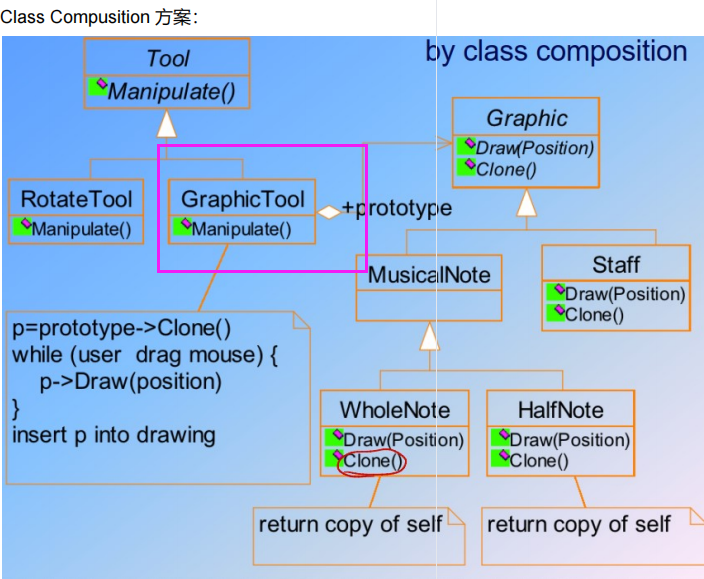 Class Compusition 方案：
by class composition
Tool
Manipulate()
Graphic
Draw(Position)
Clone()
RotateTool
Manipulate()
GraphicTool
Manipulate()
+prototype
MusicalNote
Staff
Draw(Position)
Clone()
p=prototype->Clone()
while (user drag mouse) {
p->Draw(position)
}
insert p into drawing
WholeNote
Draw(Position)
Clone()
HalfNote
Draw(Position)
Clone()
return copy of self
return copy of self